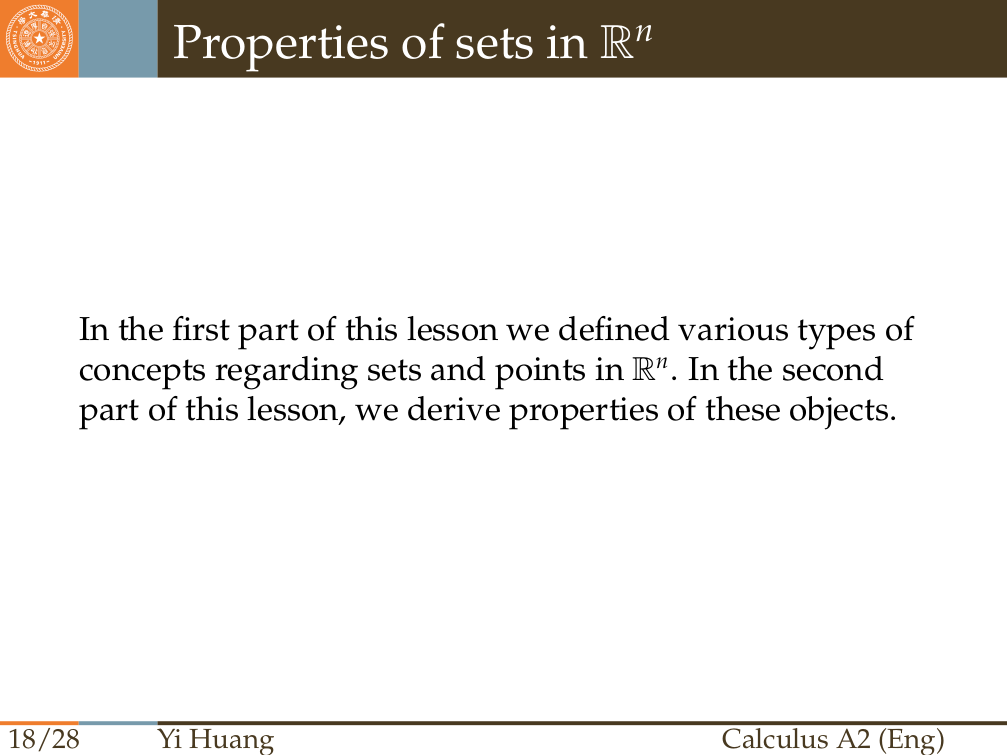 Properties of sets in ℝⁿ
In the first part of this lesson we defined various types of
concepts regarding sets and points in ℝⁿ. In the second
part of this lesson, we derive properties of these objects.
18/28 Yi Huang Calculus A2 (Eng)